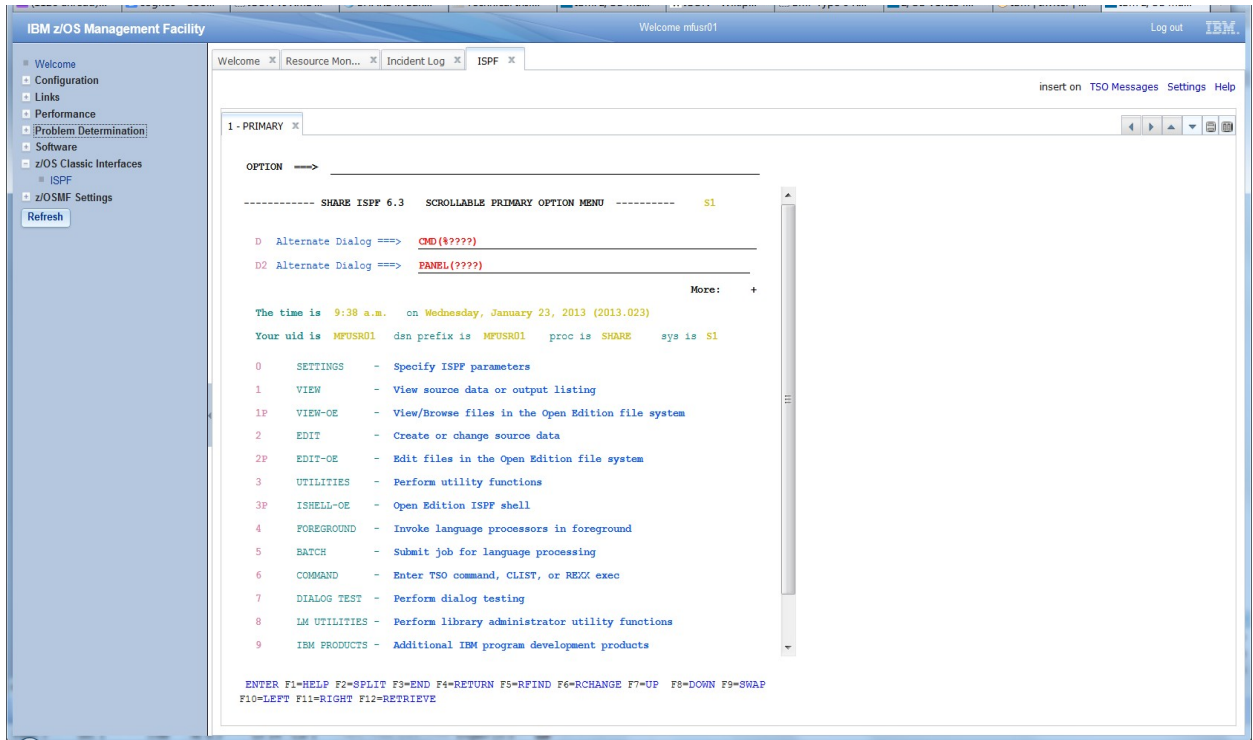 IBM z/OS Management Facility
Welcome mfusr01
Log out
IBM.
Welcome
Configuration
Links
Performance
Problem Determination
Software
z/OS Classic Interfaces
ISPF
z/OSMF Settings
Refresh
Welcome X Resource Mon... X Incident Log X ISPF X
insert on TSO Messages Settings Help
1 - PRIMARY X
OPTION ===>
------------ SHARE ISPF 6.3 SCROLLABLE PRIMARY OPTION MENU ---------- S1
D Alternate Dialog ===> CMD(%????)
D2 Alternate Dialog ===> PANEL(????)
More: +
The time is 9:38 a.m. on Wednesday, January 23, 2013 (2013.023)
Your uid is MFUSR01 dsn prefix is MFUSR01 proc is SHARE sys is S1
0 SETTINGS - Specify ISPF parameters
1 VIEW - View source data or output listing
1P VIEW-OE - View/Browse files in the Open Edition file system
2 EDIT - Create or change source data
2P EDIT-OE - Edit files in the Open Edition file system
3 UTILITIES - Perform utility functions
3P ISHELL-OE - Open Edition ISPF shell
4 FOREGROUND - Invoke language processors in foreground
5 BATCH - Submit job for language processing
6 COMMAND - Enter TSO command, CLIST, or REXX exec
7 DIALOG TEST - Perform dialog testing
8 LM UTILITIES - Perform library administrator utility functions
9 IBM PRODUCTS - Additional IBM program development products
ENTER F1=HELP F2=SPLIT F3=END F4=RETURN F5=RFIND F6=RCHANGE F7=UP F8=DOWN F9=SWAP
F10=LEFT F11=RIGHT F12=RETRIEVE